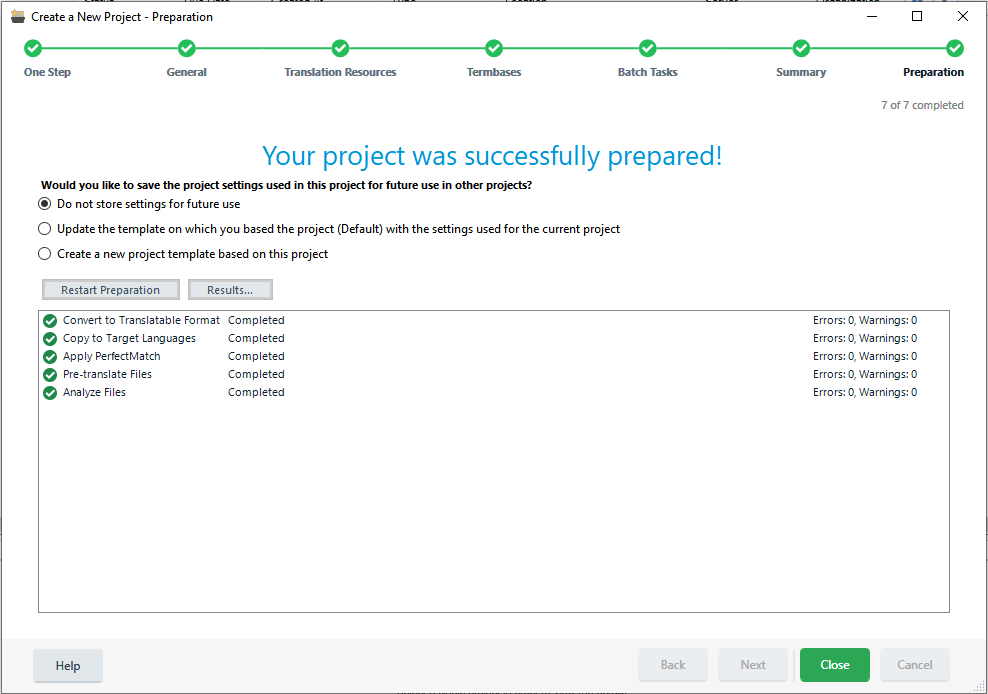 Create a New Project - Preparation
One Step General Translation Resources Termbases Batch Tasks Summary Preparation
7 of 7 completed
Your project was successfully prepared!
Would you like to save the project settings used in this project for future use in other projects?
Do not store settings for future use
Update the template on which you based the project (Default) with the settings used for the current project
Create a new project template based on this project
Restart Preparation Results...
Convert to Translatable Format Completed Errors: 0, Warnings: 0
Copy to Target Languages Completed Errors: 0, Warnings: 0
Apply PerfectMatch Completed Errors: 0, Warnings: 0
Pre-translate Files Completed Errors: 0, Warnings: 0
Analyze Files Completed Errors: 0, Warnings: 0
Help Back Next Close Cancel